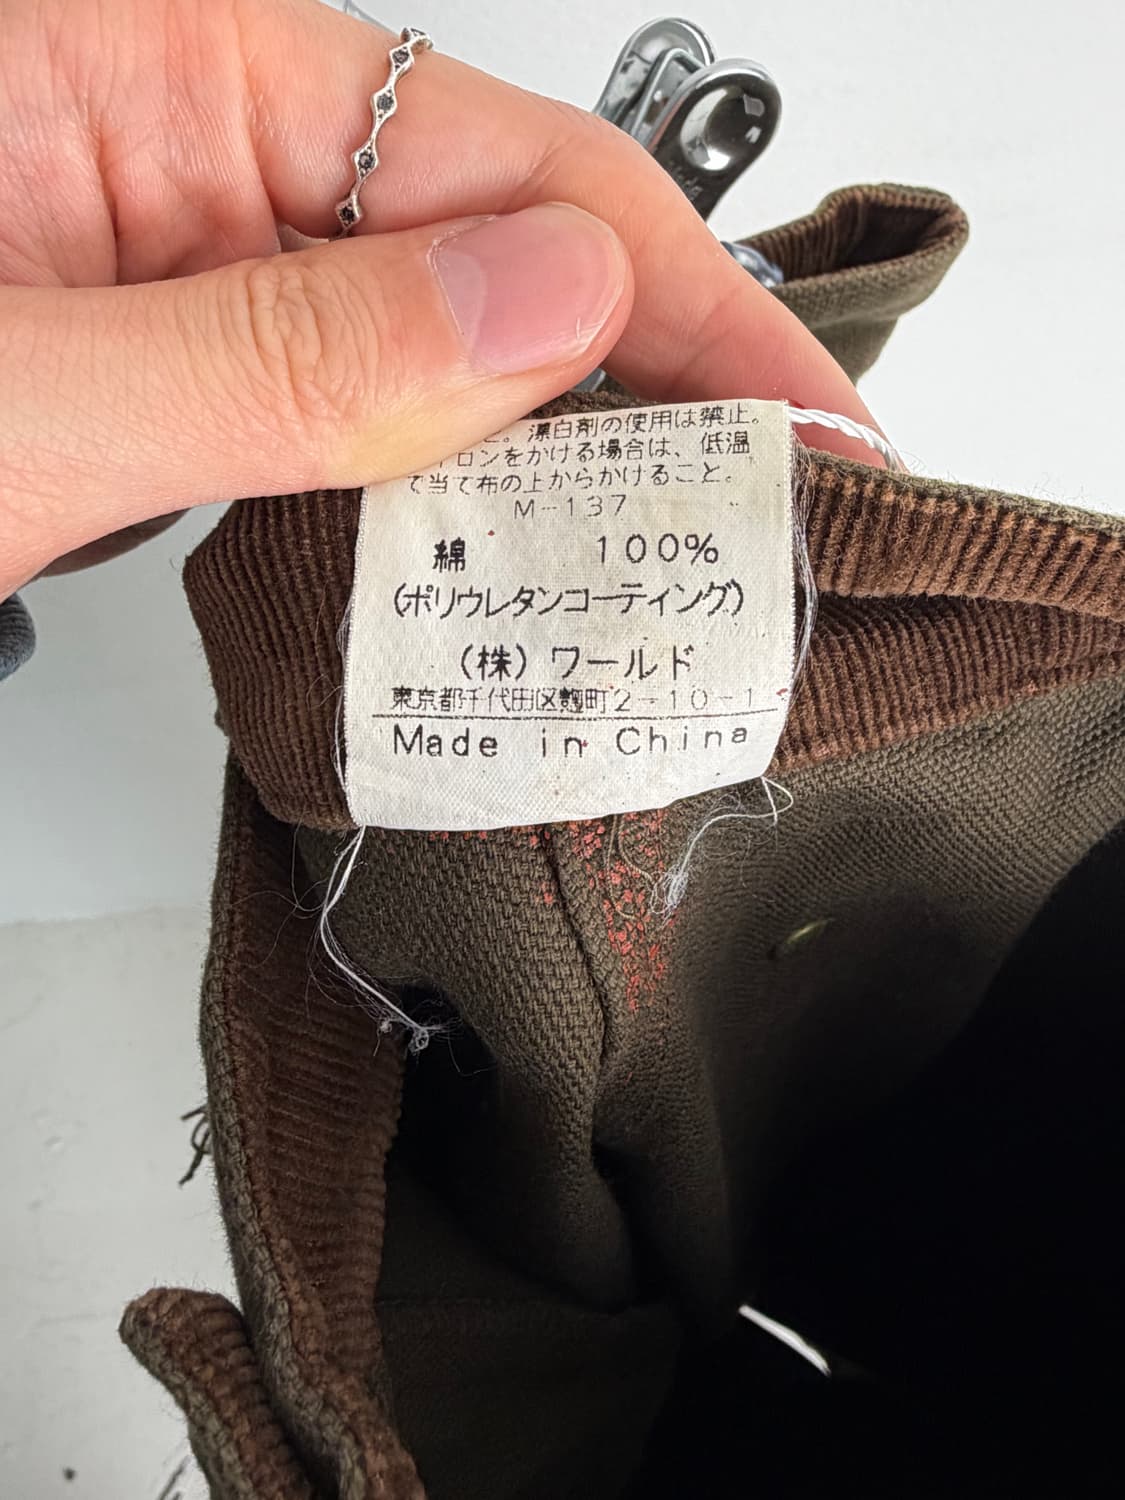 と。漂白剤の使用は禁止。
イロンをかける場合は、低温
で当て布の上からかけること。
M-137
綿 100%
(ポリウレタンコーティング)
(株) ワールド
東京都千代田区麹町2-10-1
Made in China